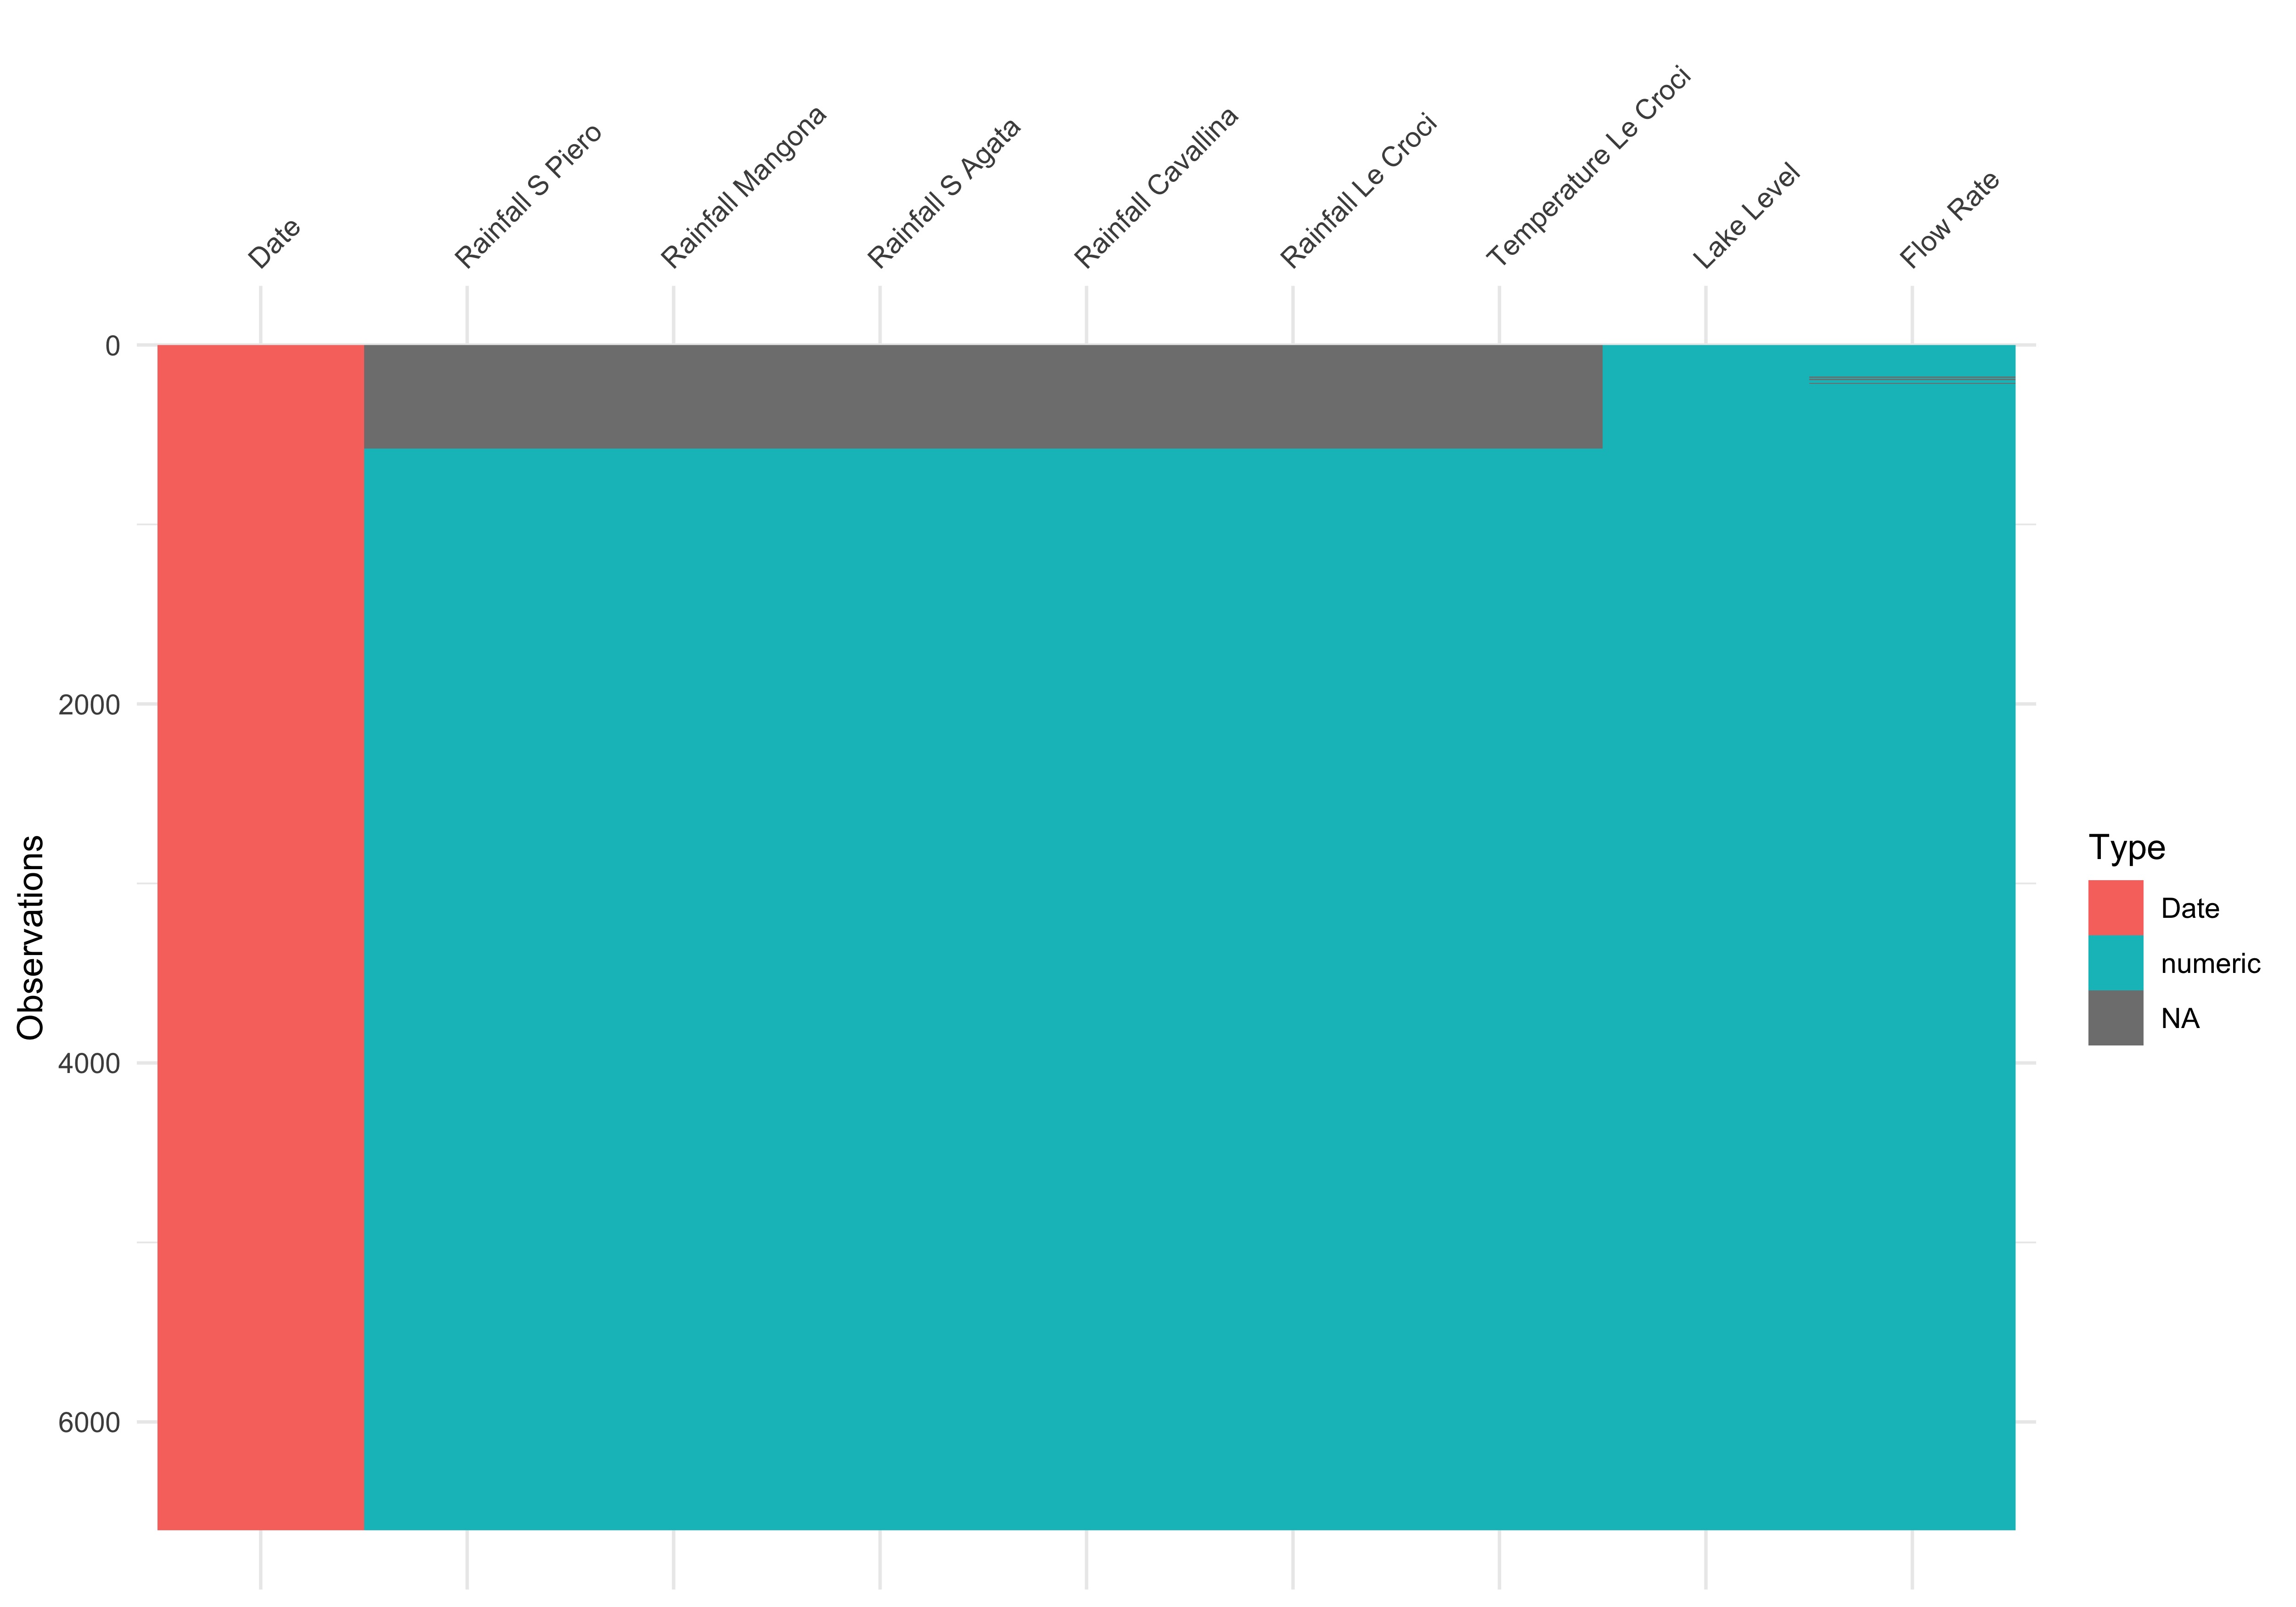 Date
Rainfall S Piero
Rainfall Mangona
Rainfall S Agata
Rainfall Cavallina
Rainfall Le Croci
Temperature Le Croci
Lake Level
Flow Rate
0
2000
4000
6000
Observations
Type
Date
numeric
NA